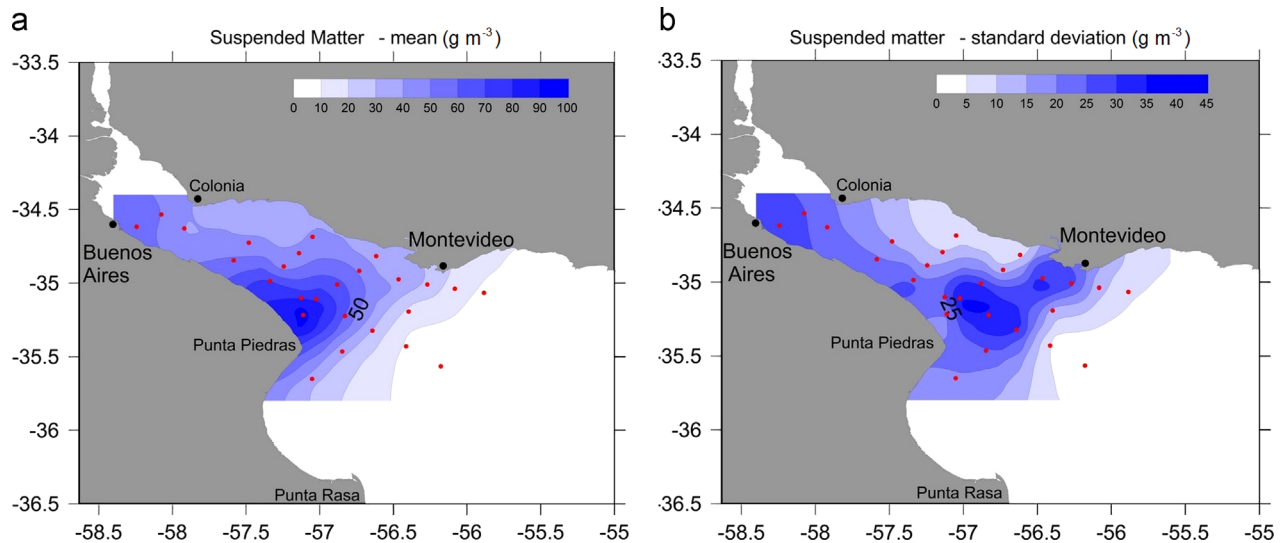 a
Suspended Matter - mean (g m⁻³)
-33.5
-34
-34.5
-35
-35.5
-36
-36.5
0 10 20 30 40 50 60 70 80 100
Colonia
Montevideo
Buenos
Aires
50
Punta Piedras
Punta Rasa
-58.5 -58 -57.5 -57 -56.5 -56 -55.5 -55
b
Suspended matter - standard deviation (g m⁻³)
-33.5
-34
-34.5
-35
-35.5
-36
-36.5
0 5 10 15 20 25 30 35 45
Colonia
Montevideo
Buenos
Aires
25
Punta Piedras
Punta Rasa
-58.5 -58 -57.5 -57 -56.5 -56 -55.5 -55